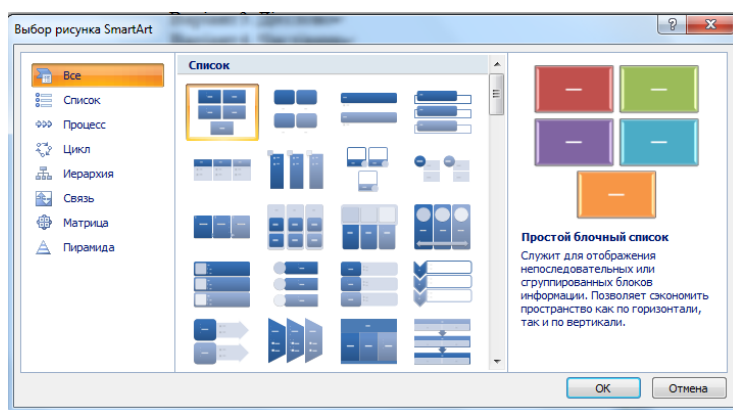 Выбор рисунка SmartArt
Все
Список
Процесс
Цикл
Иерархия
Связь
Матрица
Пирамида
Список
Простой блочный список
Служит для отображения
непоследовательных или
сгруппированных блоков
информации. Позволяет сэкономить
пространство как по горизонтали,
так и по вертикали.
ОК
Отмена